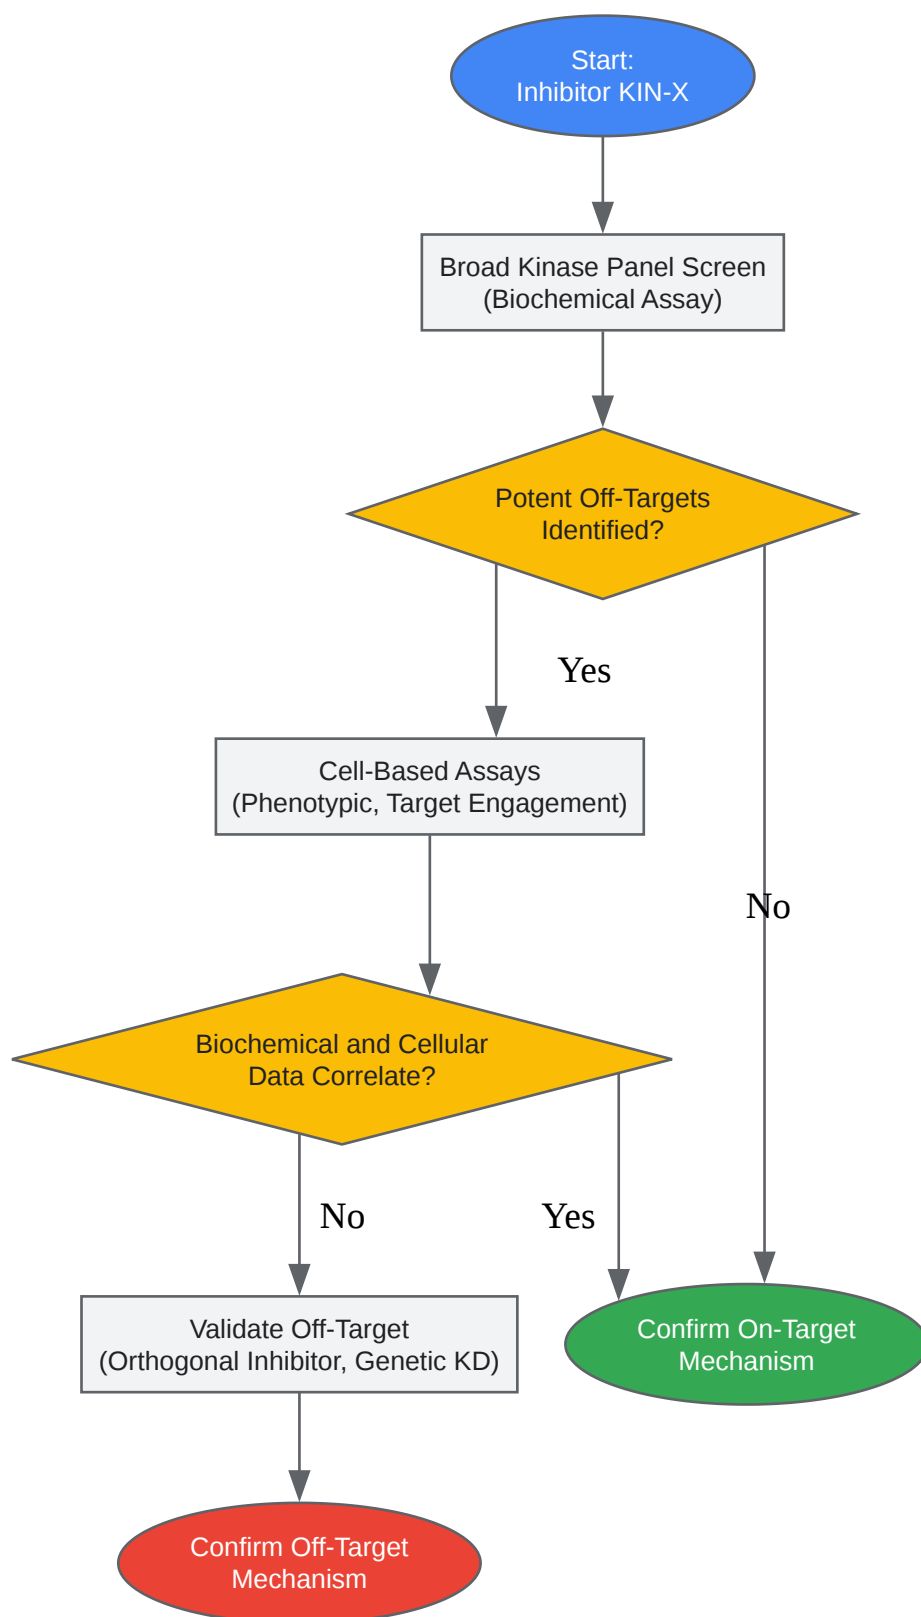 Start:
Inhibitor KIN-X
Broad Kinase Panel Screen
(Biochemical Assay)
Potent Off-Targets
Identified?
Yes
Cell-Based Assays
(Phenotypic, Target Engagement)
No
Biochemical and Cellular
Data Correlate?
No
Yes
Validate Off-Target
(Orthogonal Inhibitor, Genetic KD)
Confirm On-Target
Mechanism
Confirm Off-Target
Mechanism